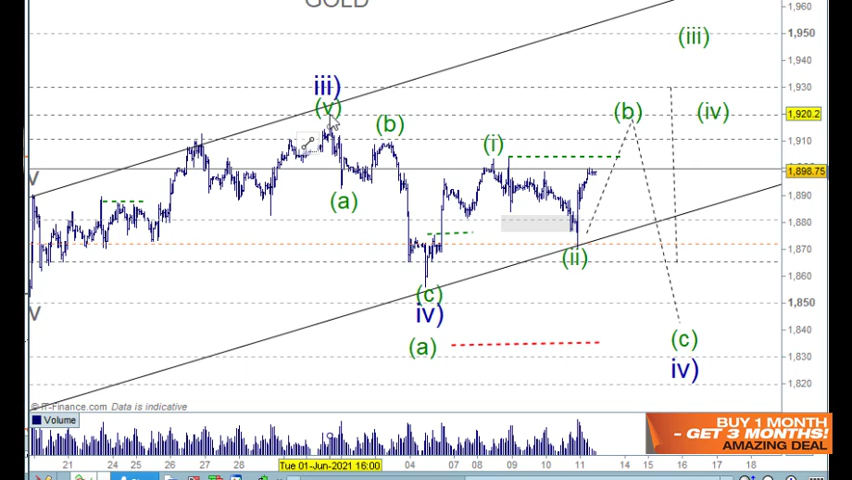 GOLD
1,960
(iii)
1,950
1,940
iii)
1,930
(v)
(b)
(iv)
1,920.2
(b)
1,910
(i)
1,898.75
V
1,890
(a)
1,880
1,870
(ii)
1,860
(c)
1,850
iv)
V
1,840
(a)
(c)
1,830
iv)
1,820
© IT-Finance.com Data is indicative
Volume
BUY 1 MONTH
- GET 3 MONTHS!
AMAZING DEAL
21 24 25 26 27 28 Tue 01-Jun-2021 16:00 04 07 08 09 10 11 14 15 16 17 18